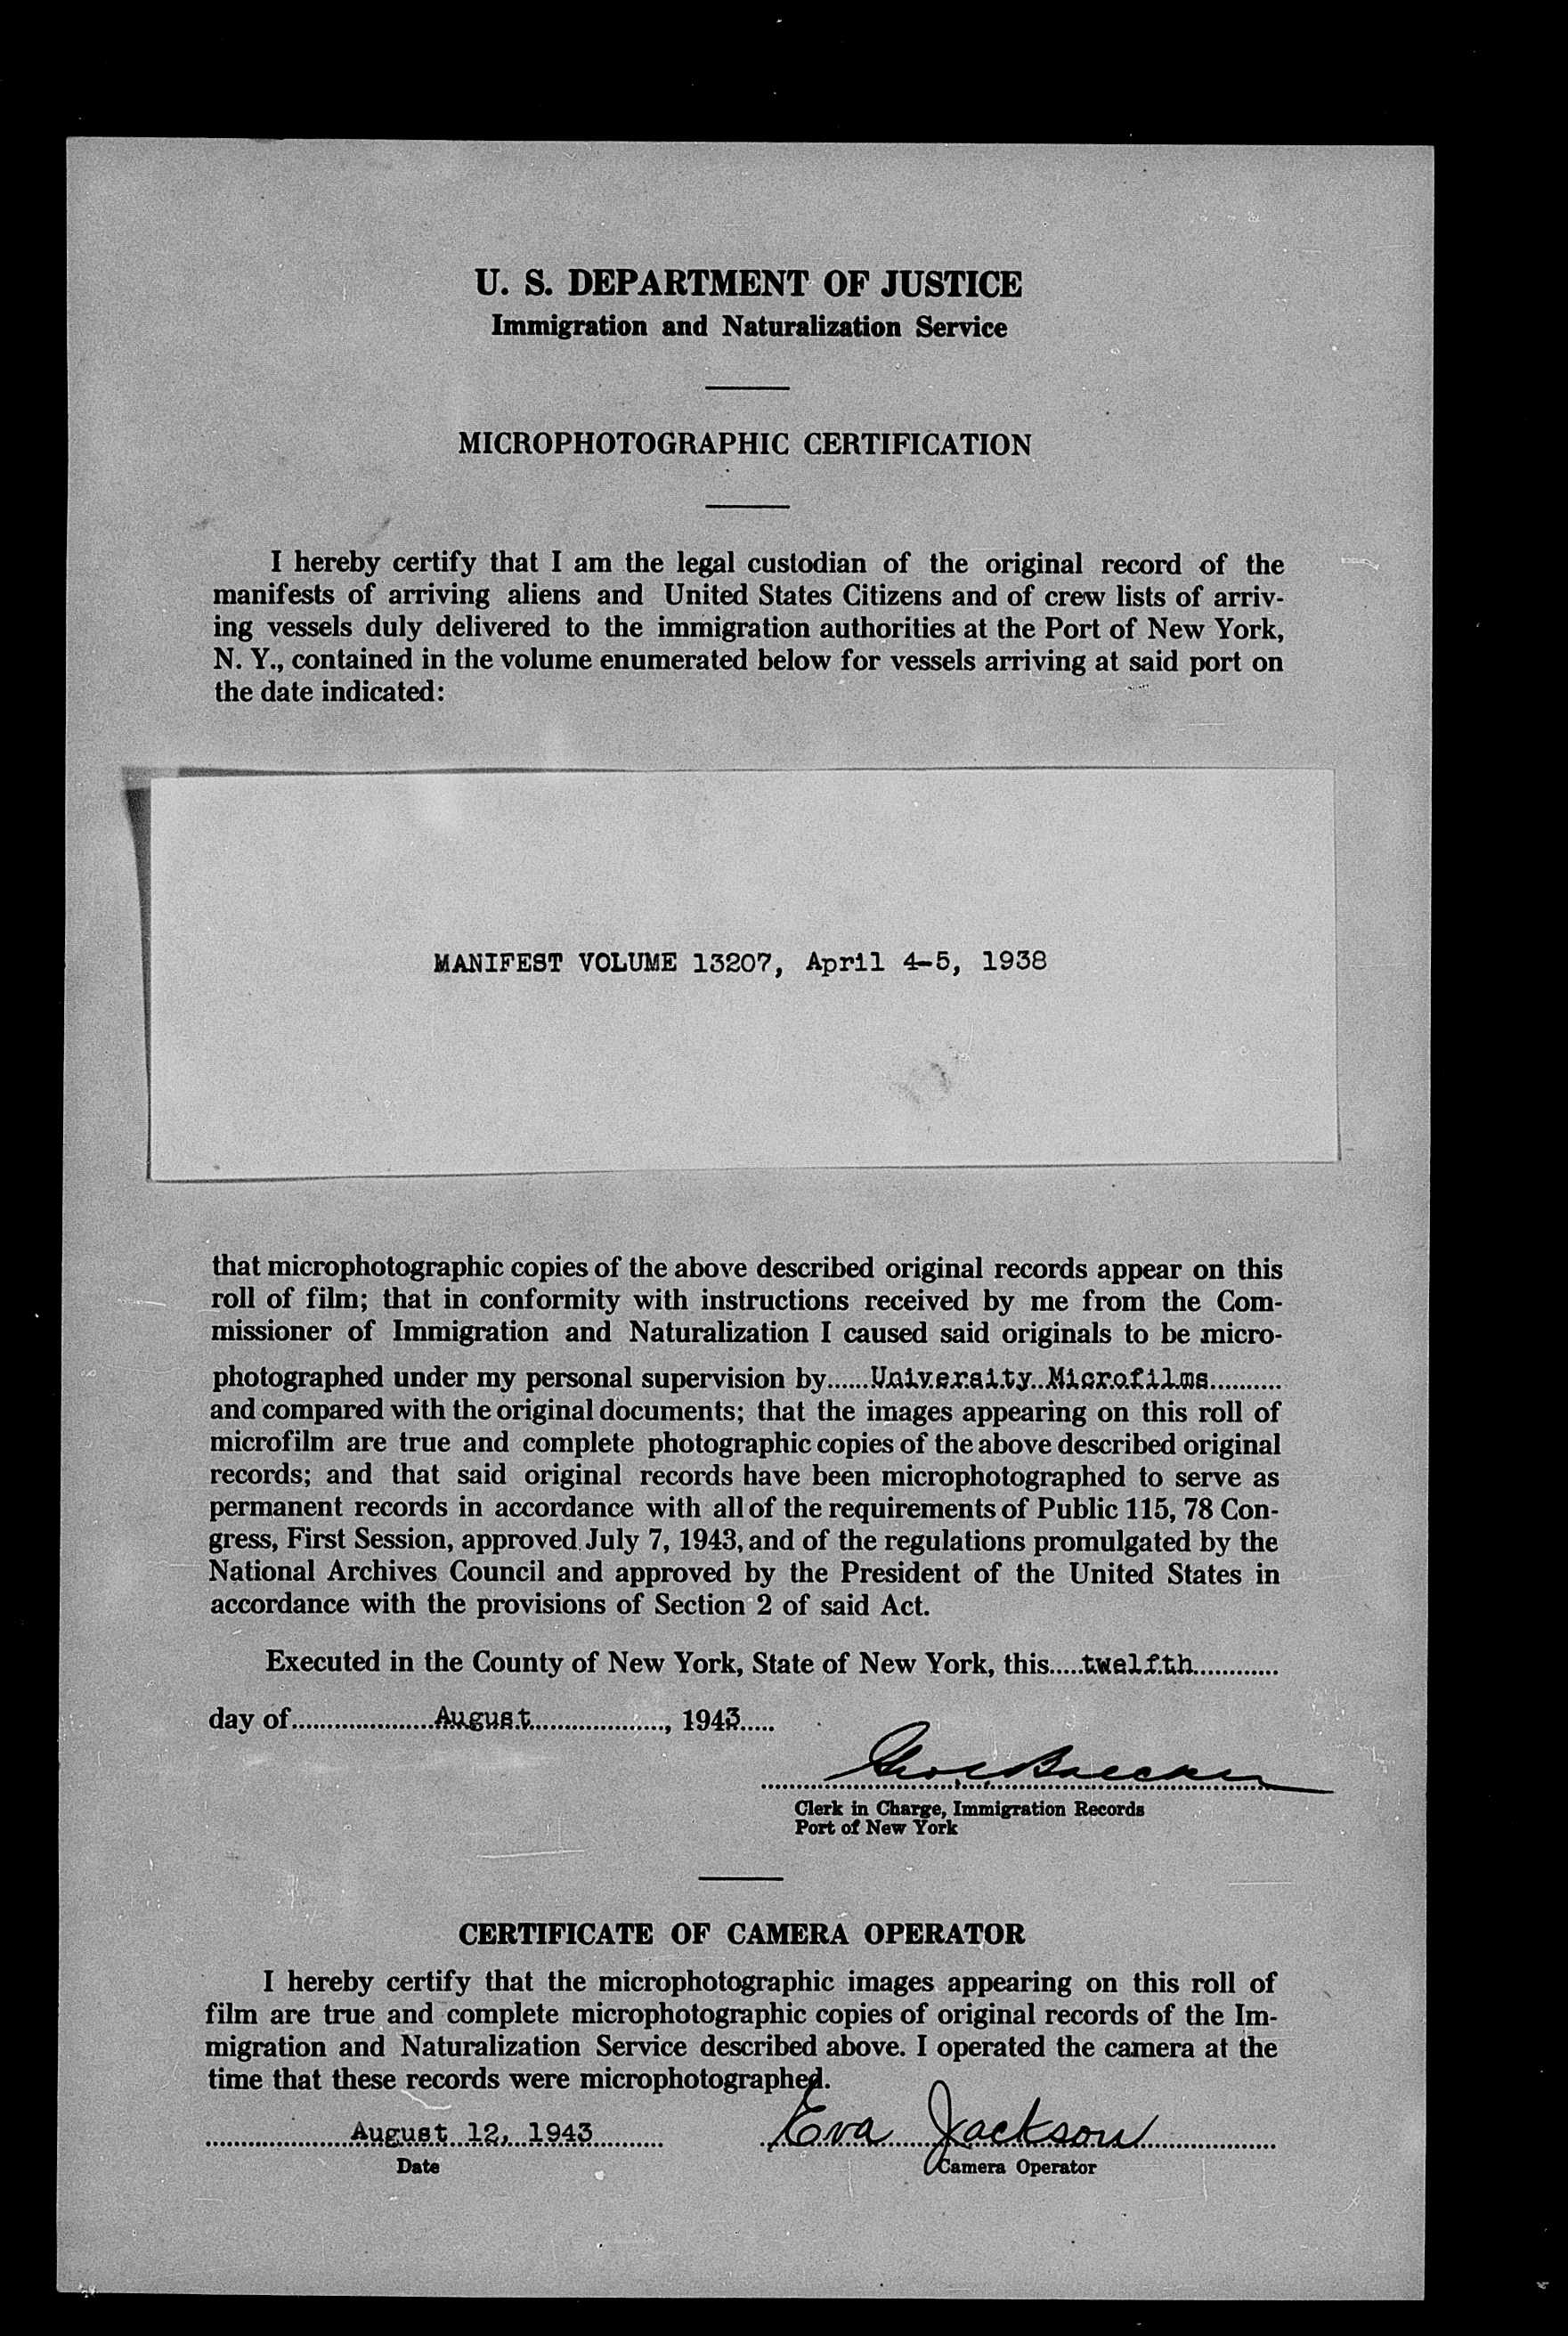 U. S. DEPARTMENT OF JUSTICE
Immigration and Naturalization Service
MICROPHOTOGRAPHIC CERTIFICATION
I hereby certify that I am the legal custodian of the original record of the
manifests of arriving aliens and United States Citizens and of crew lists of arriv-
ing vessels duly delivered to the immigration authorities at the Port of New York,
N. Y., contained in the volume enumerated below for vessels arriving at said port on
the date indicated:
MANIFEST VOLUME 13207, April 4-5, 1938
that microphotographic copies of the above described original records appear on this
roll of film; that in conformity with instructions received by me from the Com-
missioner of Immigration and Naturalization I caused said originals to be micro-
photographed under my personal supervision by......University Microfilms..........
and compared with the original documents; that the images appearing on this roll of
microfilm are true and complete photographic copies of the above described original
records; and that said original records have been microphotographed to serve as
permanent records in accordance with all of the requirements of Public 115, 78 Con-
gress, First Session, approved July 7, 1943, and of the regulations promulgated by the
National Archives Council and approved by the President of the United States in
accordance with the provisions of Section 2 of said Act.
Executed in the County of New York, State of New York, this.....twelfth............
day of.....................August...................., 1943.....
Clerk in Charge, Immigration Records
Port of New York
CERTIFICATE OF CAMERA OPERATOR
I hereby certify that the microphotographic images appearing on this roll of
film are true and complete microphotographic copies of original records of the Im-
migration and Naturalization Service described above. I operated the camera at the
time that these records were microphotographed.
August 12, 1943 Eva Jackson
Date Camera Operator